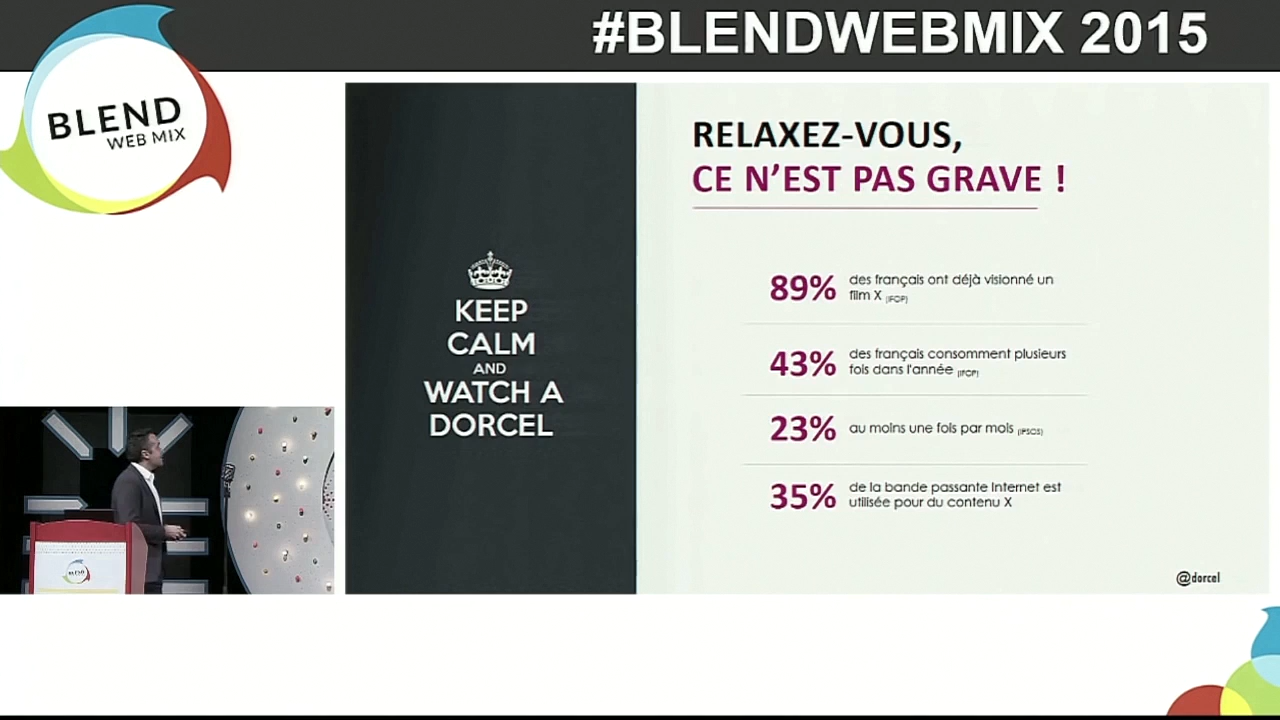 #BLENDWEBMIX 2015
BLEND
WEB MIX
KEEP
CALM
AND
WATCH A
DORCEL
RELAXEZ-VOUS,
CE N'EST PAS GRAVE !
89% des français ont déjà visionné un
film X (IFOP)
43% des français consomment plusieurs
fois dans l'année (IFOP)
23% au moins une fois par mois (IPSOS)
35% de la bande passante Internet est
utilisée pour du contenu X
@dorcel
BLEND